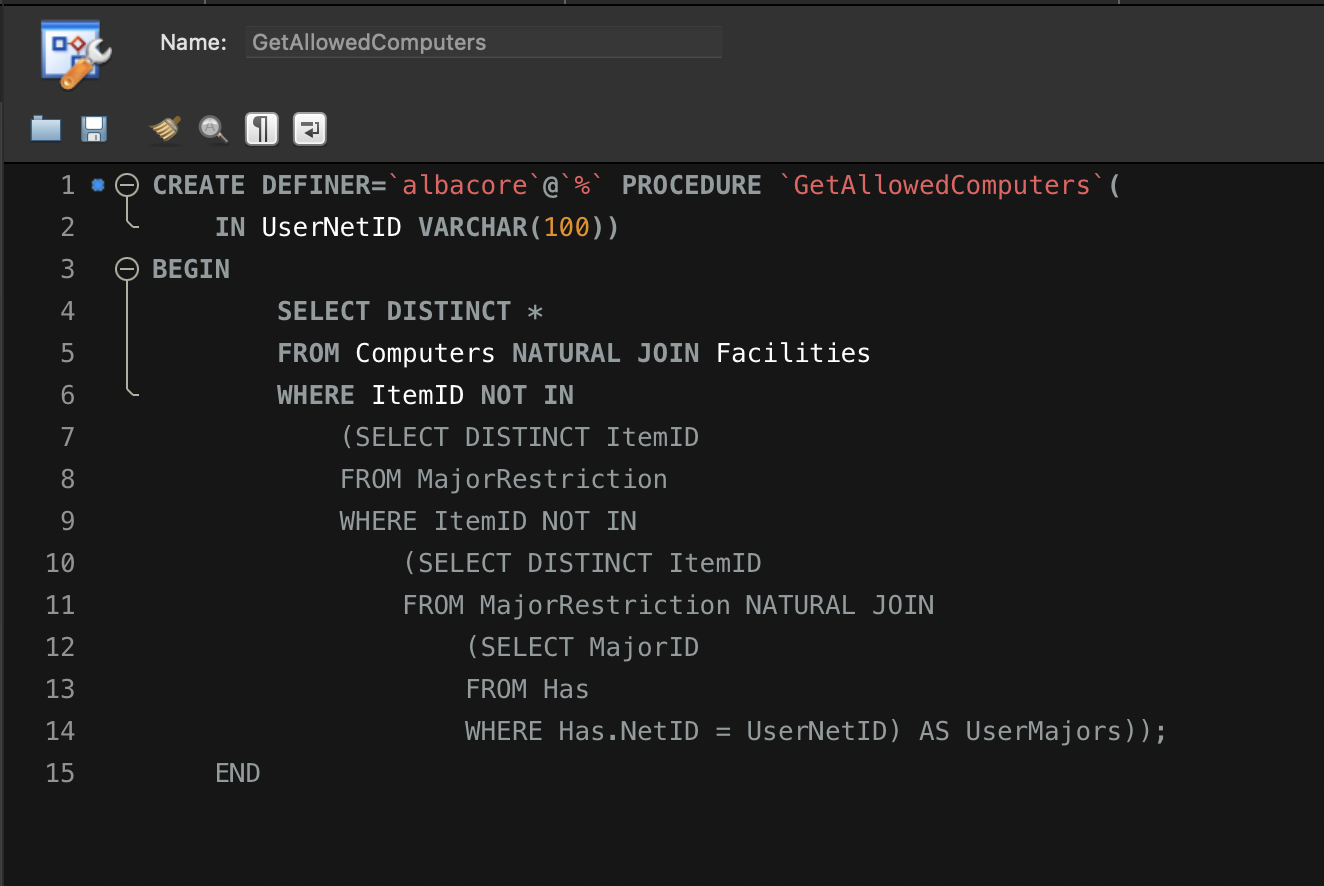 Name: GetAllowedComputers
1 CREATE DEFINER=`albacore`@`%` PROCEDURE `GetAllowedComputers`(
2 IN UserNetID VARCHAR(100))
3 BEGIN
4 SELECT DISTINCT *
5 FROM Computers NATURAL JOIN Facilities
6 WHERE ItemID NOT IN
7 (SELECT DISTINCT ItemID
8 FROM MajorRestriction
9 WHERE ItemID NOT IN
10 (SELECT DISTINCT ItemID
11 FROM MajorRestriction NATURAL JOIN
12 (SELECT MajorID
13 FROM Has
14 WHERE Has.NetID = UserNetID) AS UserMajors));
15 END